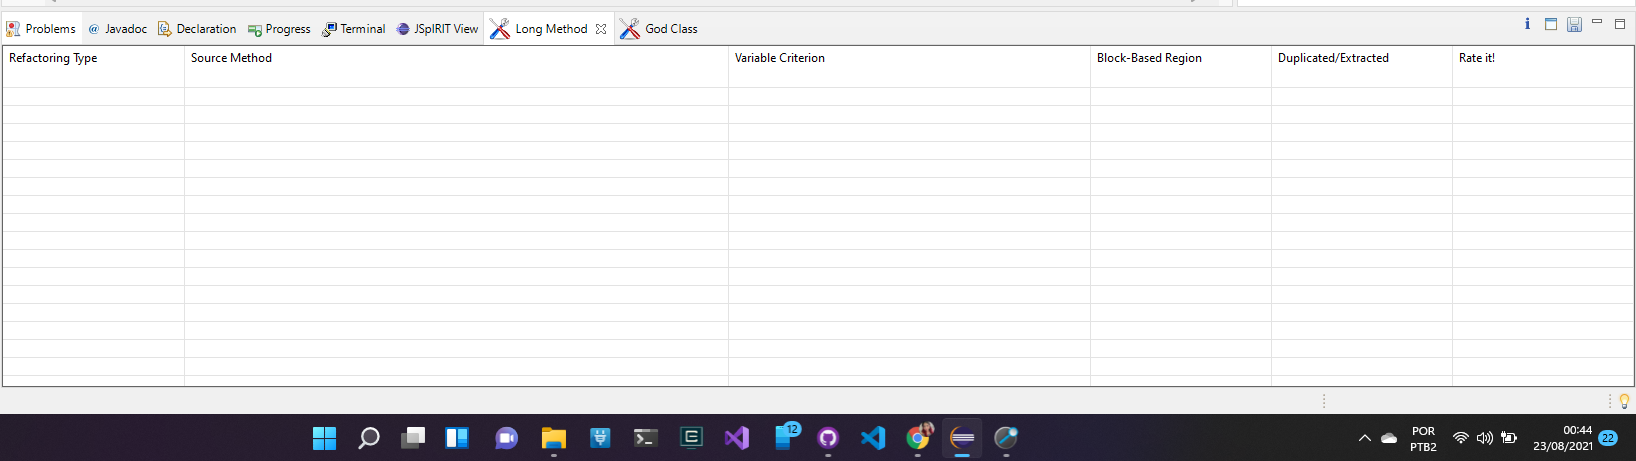 Problems @ Javadoc Declaration Progress Terminal JSpIRIT View Long Method God Class
Refactoring Type Source Method Variable Criterion Block-Based Region Duplicated/Extracted Rate it!
12
POR 00:44
PTB2 23/08/2021 22